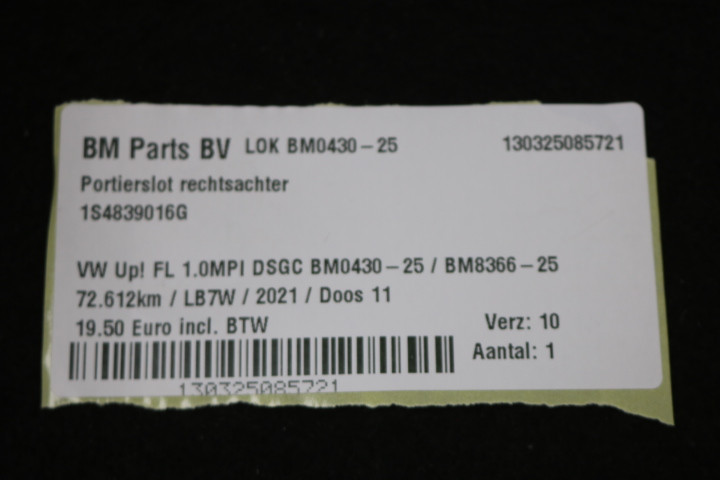 BM Parts BV LOK BM0430-25 130325085721
Portierslot rechtsachter
1S4839016G
VW Up! FL 1.0MPI DSGC BM0430-25 / BM8366-25
72.612km / LB7W / 2021 / Doos 11
19.50 Euro incl. BTW Verz: 10
Aantal: 1
130325085721